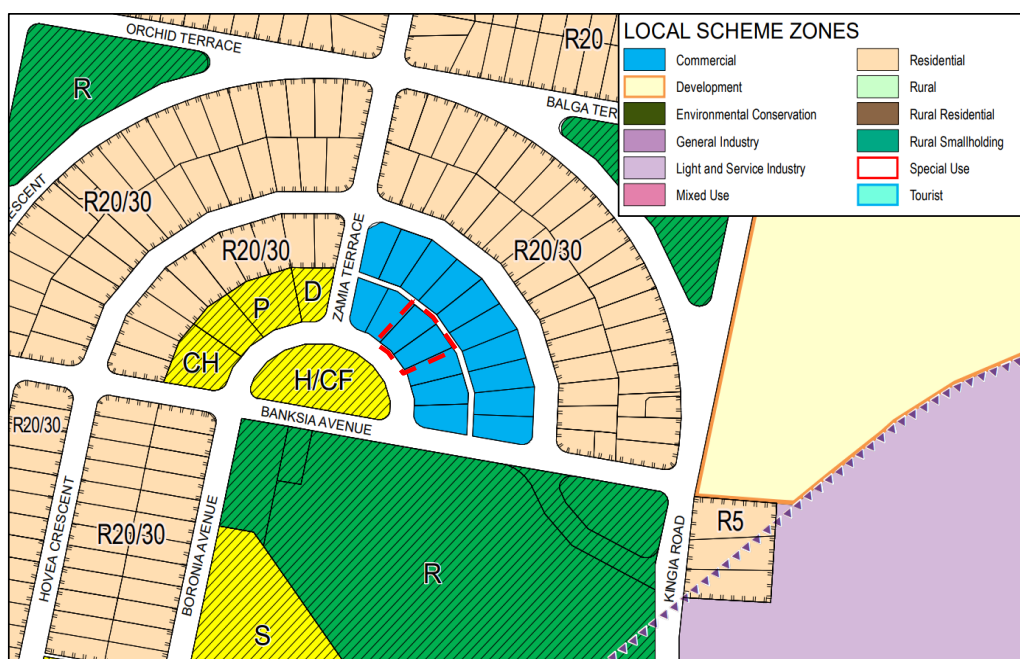 ORCHID TERRACE
R20
R
BALGA TER
CRESCENT
R20/30
R20/30
R20/30
ZAMIA TERRACE
D
P
CH
H/CF
BANKSIA AVENUE
R20/30
HOVEA CRESCENT
R20/30
BORONIA AVENUE
R
S
KINGIA ROAD
R5
LOCAL SCHEME ZONES
Commercial
Development
Environmental Conservation
General Industry
Light and Service Industry
Mixed Use
Residential
Rural
Rural Residential
Rural Smallholding
Special Use
Tourist